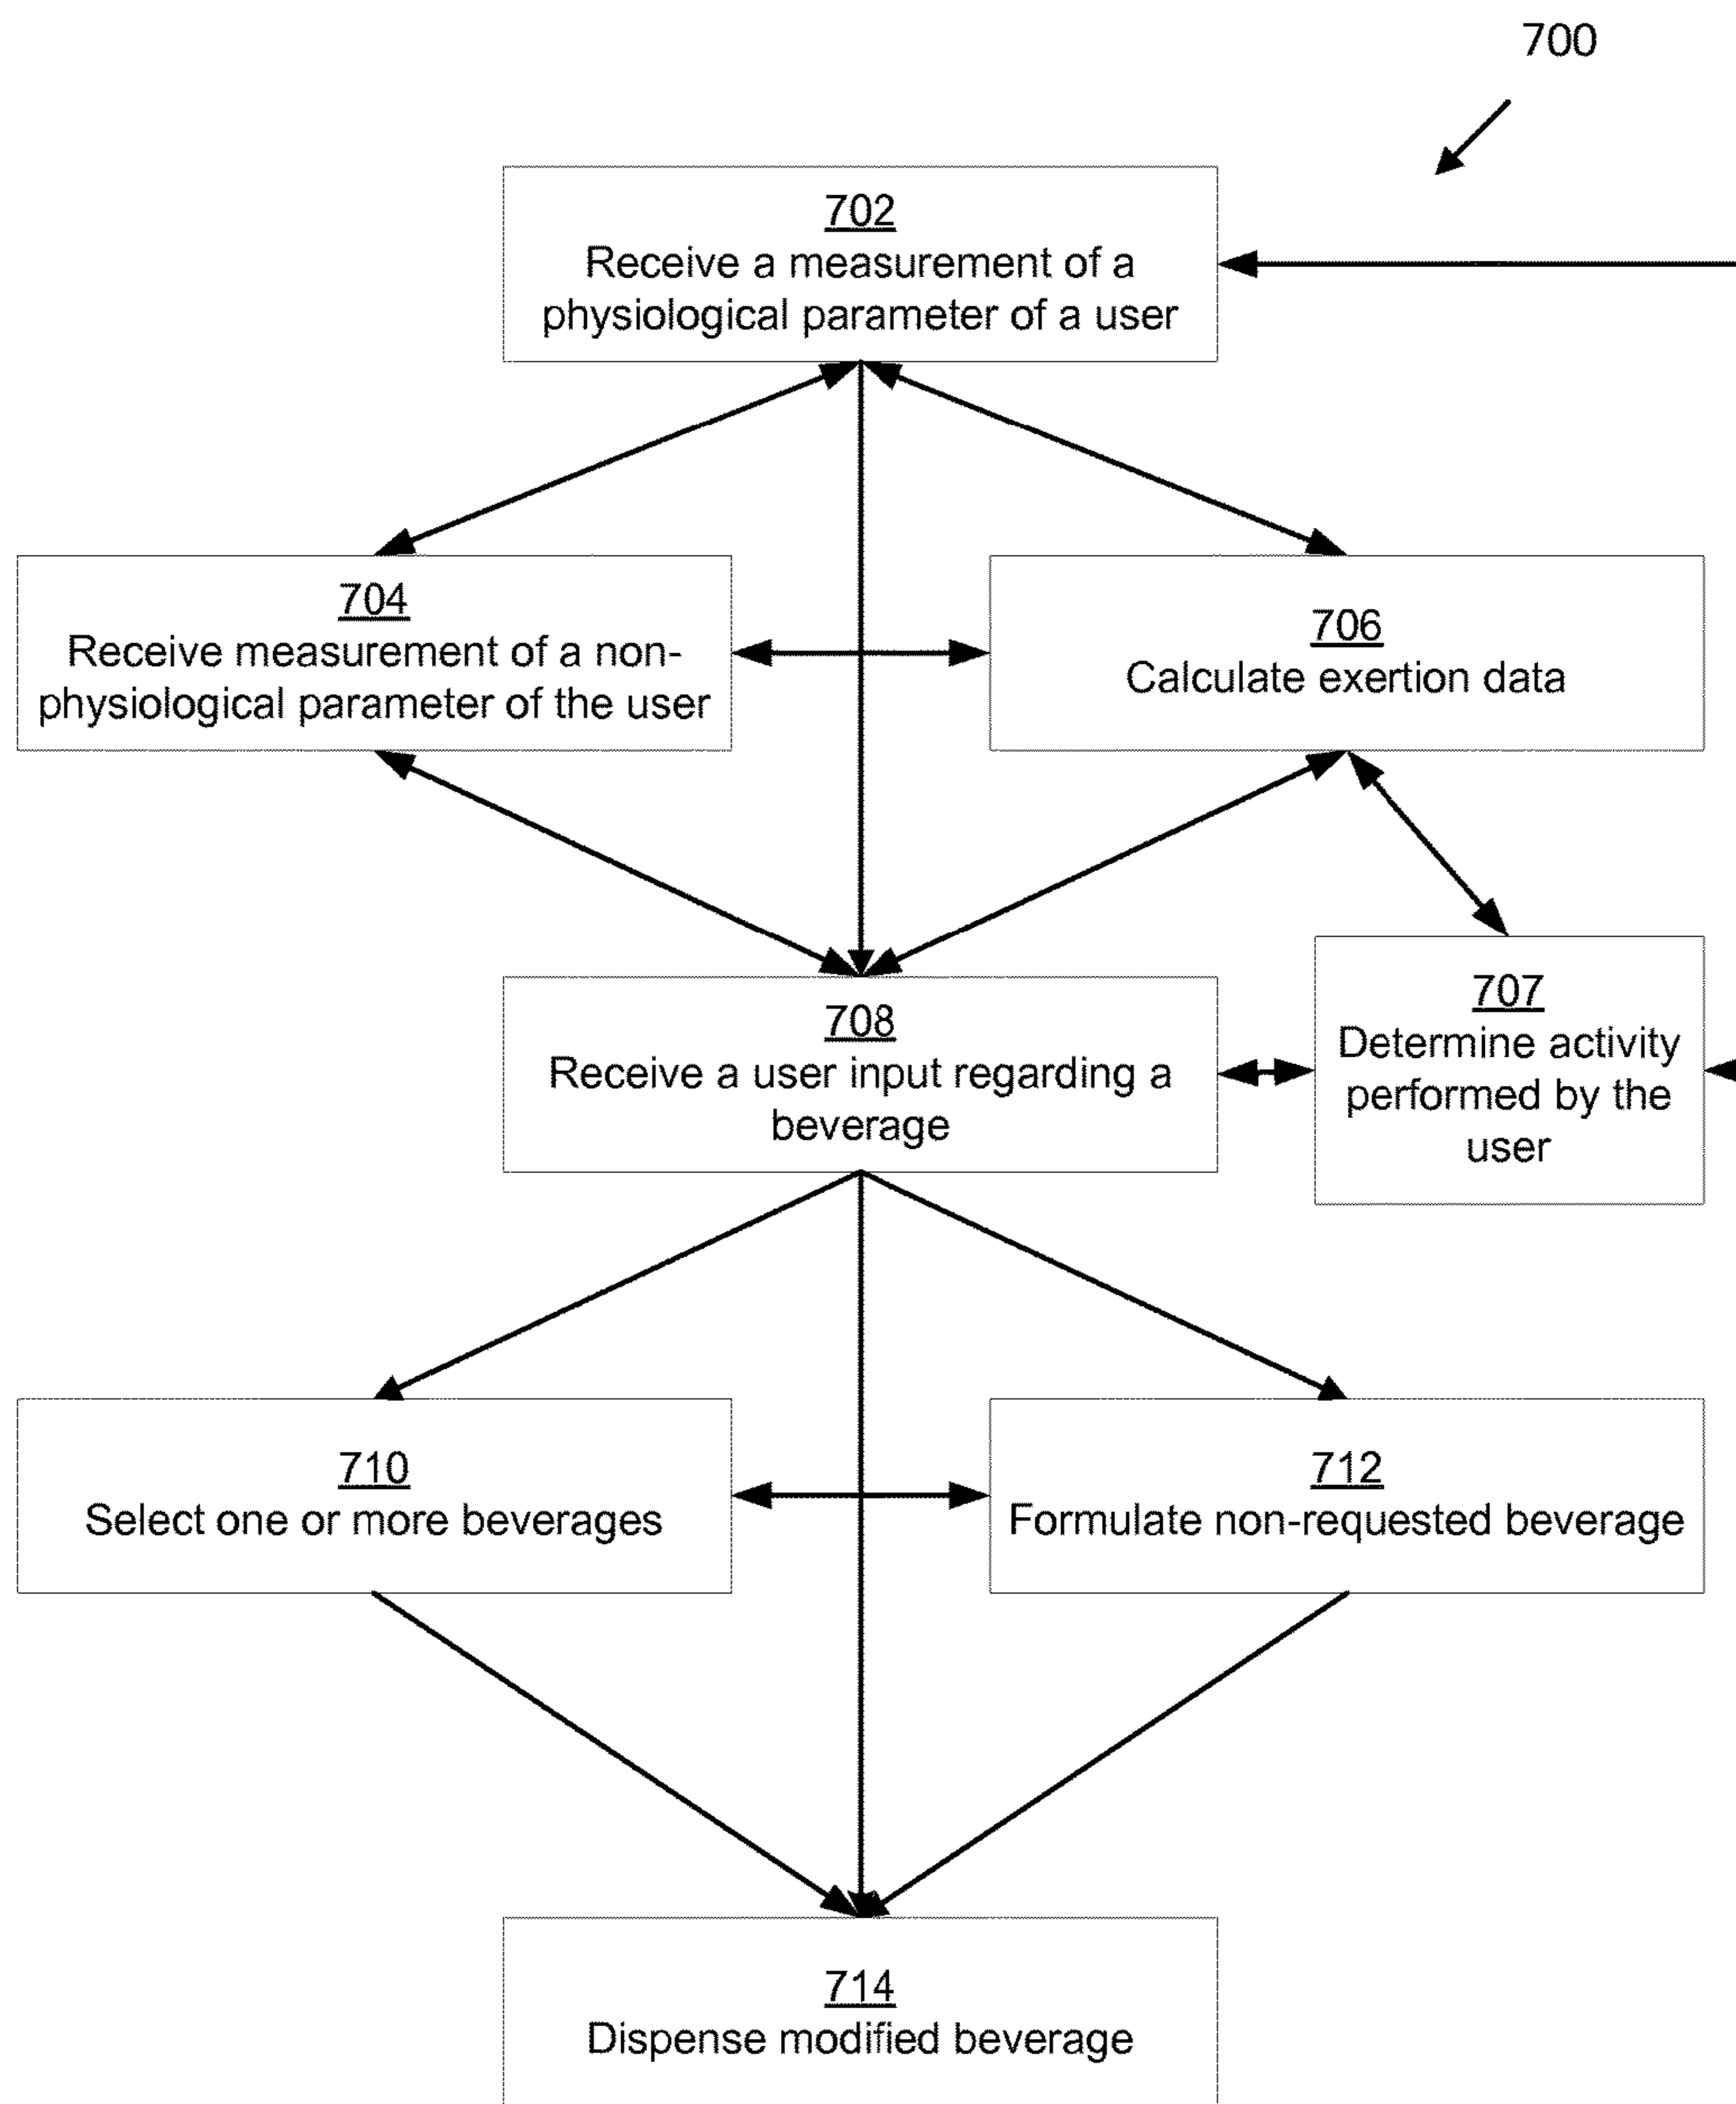 700
702
Receive a measurement of a
physiological parameter of a user
704
Receive measurement of a non-
physiological parameter of the user
706
Calculate exertion data
708
Receive a user input regarding a
beverage
707
Determine activity
performed by the
user
710
Select one or more beverages
712
Formulate non-requested beverage
714
Dispense modified beverage